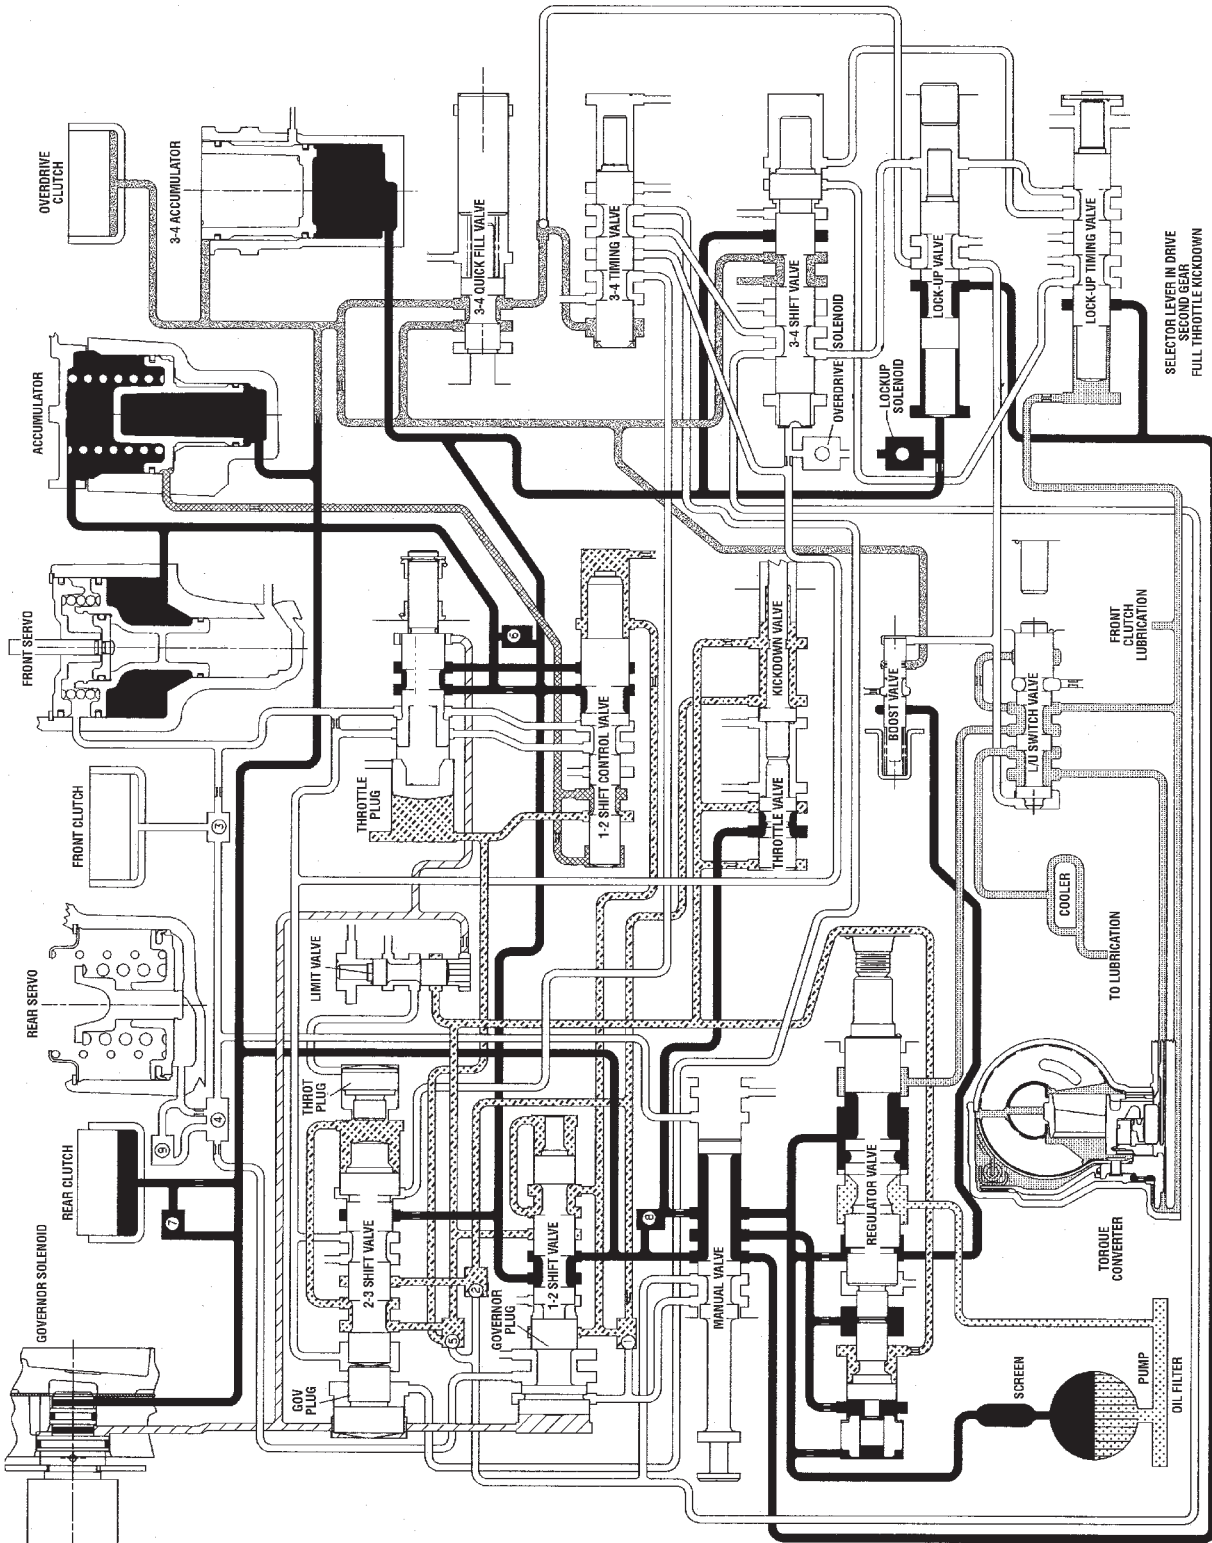 OVERDRIVE
CLUTCH
3-4 ACCUMULATOR
3-4 QUICK FILL VALVE
3-4 TIMING VALVE
3-4 SHIFT VALVE
OVERDRIVE SOLENOID
LOCK-UP VALVE
LOCKUP
SOLENOID
LOCK-UP TIMING VALVE
SELECTOR LEVER IN DRIVE
SECOND GEAR
FULL THROTTLE KICKDOWN
ACCUMULATOR
FRONT SERVO
6
THROTTLE
PLUG
1-2 SHIFT CONTROL VALVE
KICKDOWN VALVE
THROTTLE VALVE
BOOST VALVE
L/U SWITCH VALVE
FRONT
CLUTCH
LUBRICATION
FRONT CLUTCH
3
COOLER
TO LUBRICATION
REAR SERVO
LIMIT VALVE
9
4
REAR CLUTCH
7
THROT
PLUG
2-3 SHIFT VALVE
2
5
1-2 SHIFT VALVE
GOVERNOR
PLUG
1
8
MANUAL VALVE
REGULATOR VALVE
TORQUE
CONVERTER
GOVERNOR SOLENOID
GOV
PLUG
SCREEN
PUMP
OIL FILTER